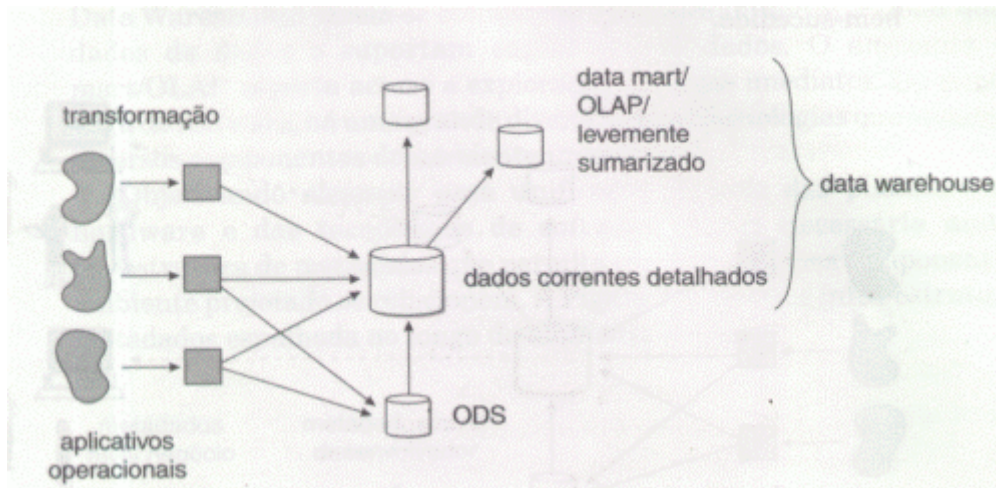 transformação
data mart/
OLAP/
levemente
sumarizado
data warehouse
dados correntes detalhados
ODS
aplicativos
operacionais